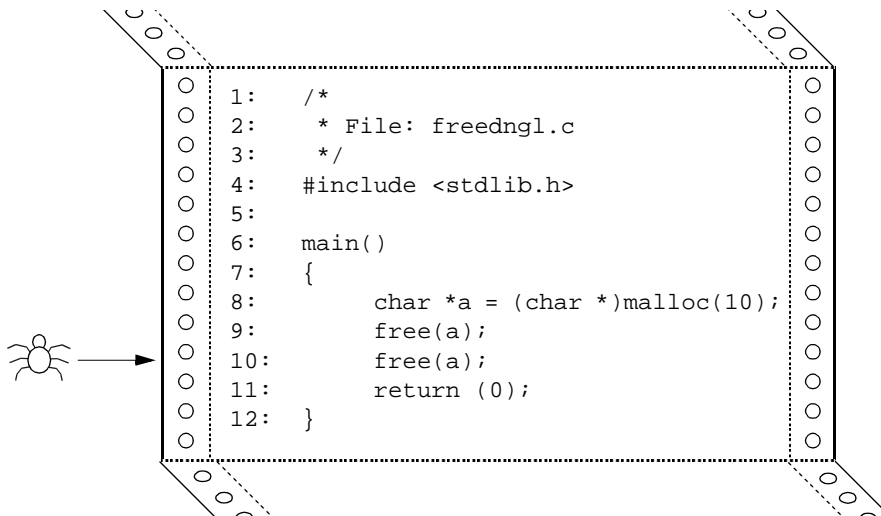 1: /*
2: * File: freedngl.c
3: */
4: #include <stdlib.h>
5:
6: main()
7: {
8: char *a = (char *)malloc(10);
9: free(a);
10: free(a);
11: return (0);
12: }